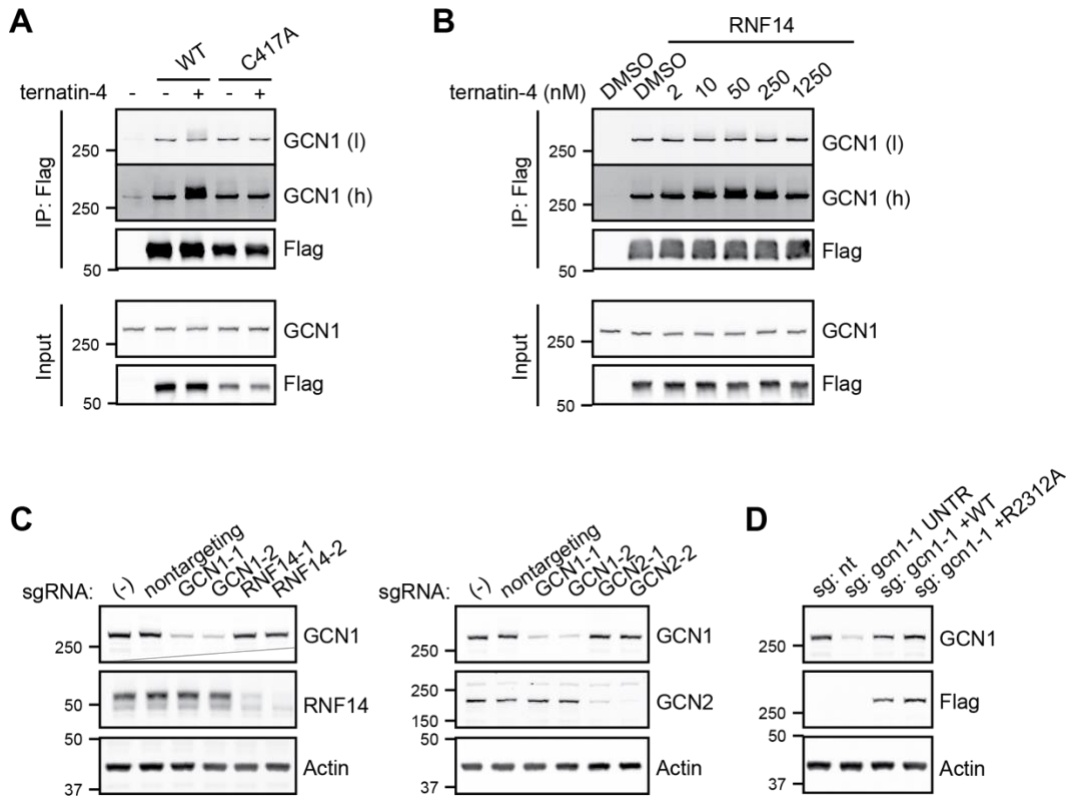 A
WT C417A
ternatin-4 - - + - +
IP: Flag
250 GCN1 (l)
250 GCN1 (h)
50 Flag
Input
250 GCN1
50 Flag
B
RNF14
ternatin-4 (nM) DMSO DMSO 2 10 50 250 1250
IP: Flag
250 GCN1 (l)
250 GCN1 (h)
50 Flag
Input
250 GCN1
50 Flag
C
sgRNA: (-) nontargeting GCN1-1 GCN1-2 RNF14-1 RNF14-2
250 GCN1
50 RNF14
50
37 Actin
sgRNA: (-) nontargeting GCN1-1 GCN1-2 GCN2-1 GCN2-2
250 GCN1
250
150 GCN2
50
37 Actin
D
sg: nt
sg: gcn1-1 UNTR
sg: gcn1-1 +WT
sg: gcn1-1 +R2312A
250 GCN1
250 Flag
50
37 Actin